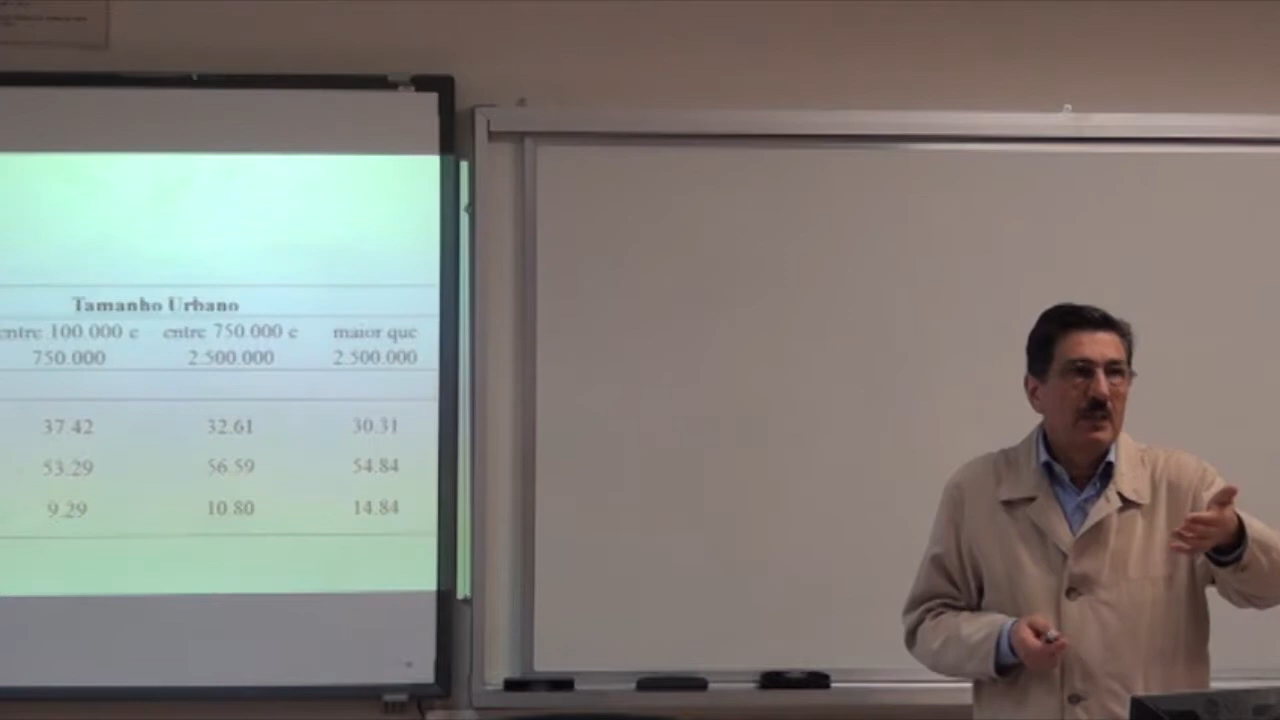 Tamanho Urbano
entre 100.000 e entre 750.000 e maior que
750.000 2.500.000 2.500.000
37.42 32.61 30.31
53.29 56.59 54.84
9.29 10.80 14.84